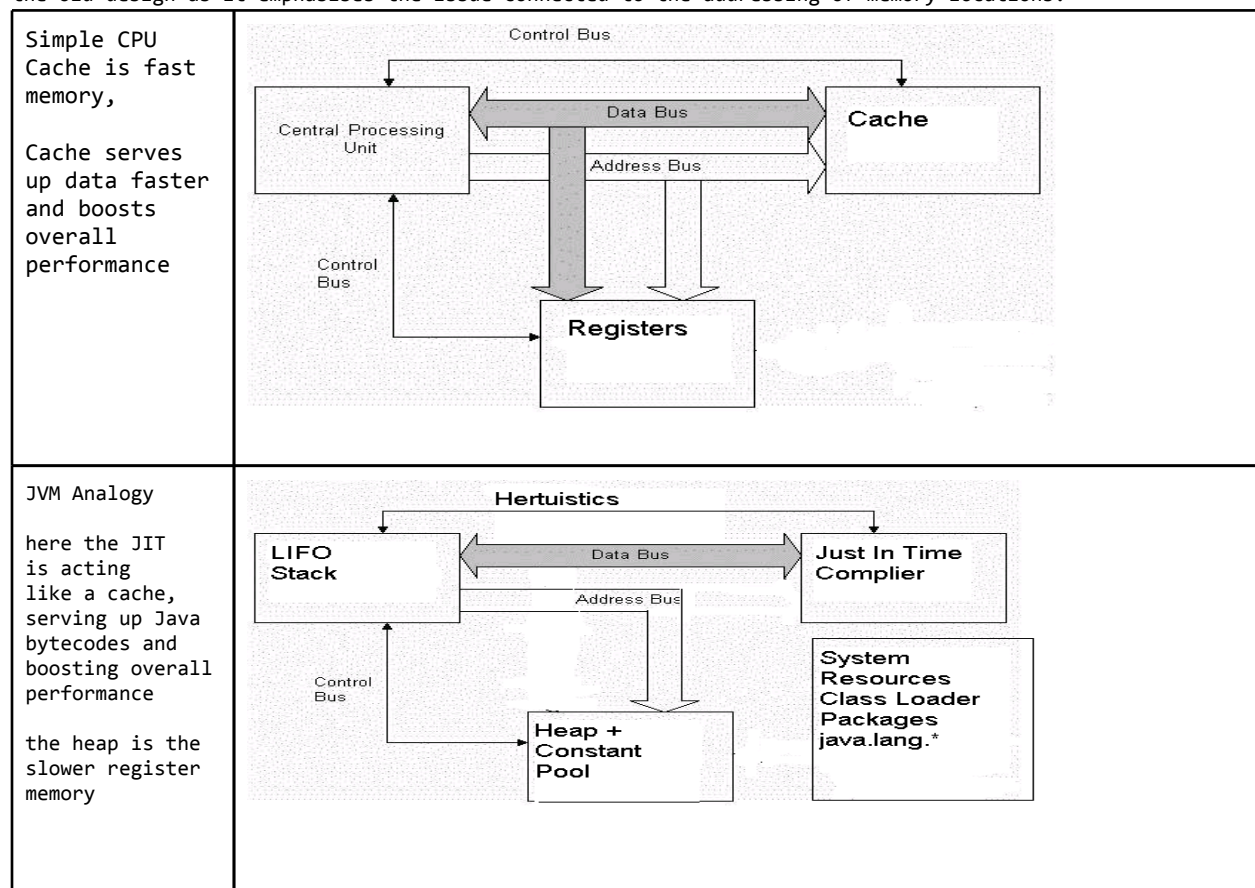 Simple CPU
Cache is fast
memory,
Cache serves
up data faster
and boosts
overall
performance
Control Bus
Central Processing
Unit
Data Bus
Cache
Address Bus
Control
Bus
Registers
JVM Analogy
here the JIT
is acting
like a cache,
serving up Java
bytecodes and
boosting overall
performance
the heap is the
slower register
memory
Hertuistics
LIFO
Stack
Data Bus
Just In Time
Complier
Address Bus
Control
Bus
Heap +
Constant
Pool
System
Resources
Class Loader
Packages
java.lang.*